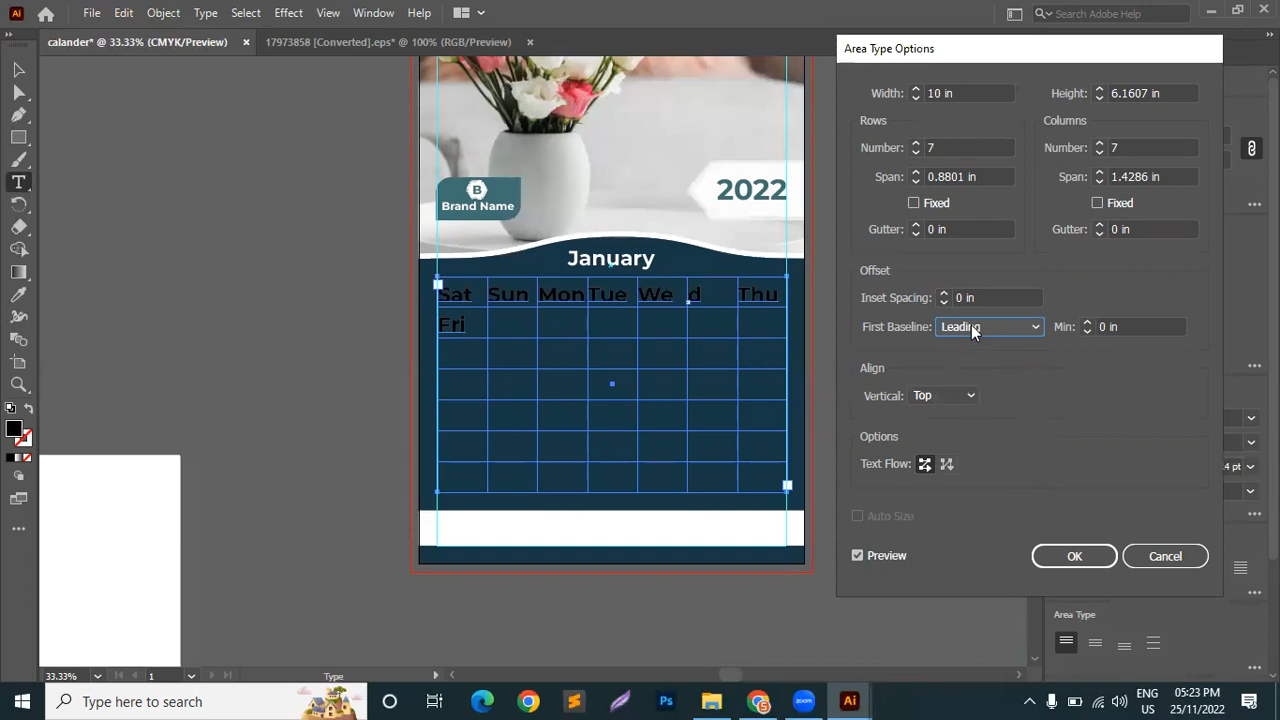 Ai File Edit Object Type Select Effect View Window Help Search Adobe Help
calander* @ 33.33% (CMYK/Preview) × 17973858 [Converted].eps* @ 100% (RGB/Preview) ×
Area Type Options
Width: 10 in Height: 6.1607 in
Rows Columns
Number: 7 Number: 7
Span: 0.8801 in Span: 1.4286 in
Fixed Fixed
Gutter: 0 in Gutter: 0 in
Offset
Inset Spacing: 0 in
First Baseline: Leading Min: 0 in
Align
Vertical: Top
Options
Text Flow:
Auto Size
Preview OK Cancel
B
Brand Name
2022
January
Sat Sun Mon Tue We d Thu
Fri
Area Type
33.33% 1 Type
Type here to search
Ps zoom Ai
ENG 05:23 PM
US 25/11/2022